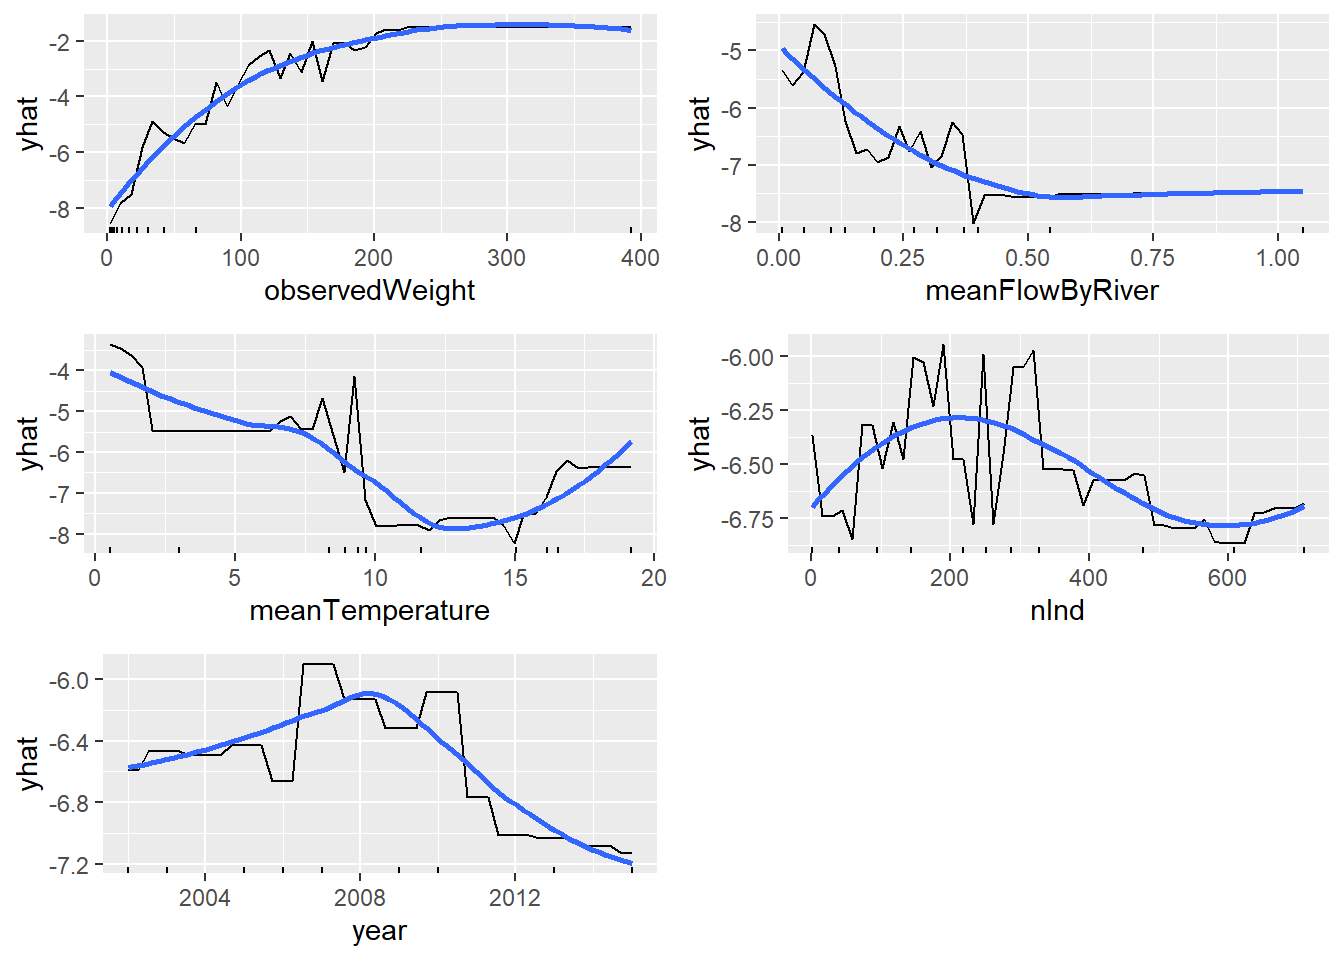 yhat
-2
-4
-6
-8
0 100 200 300 400
observedWeight
yhat
-5
-6
-7
-8
0.00 0.25 0.50 0.75 1.00
meanFlowByRiver
yhat
-4
-5
-6
-7
-8
0 5 10 15 20
meanTemperature
yhat
-6.00
-6.25
-6.50
-6.75
0 200 400 600
nInd
yhat
-6.0
-6.4
-6.8
-7.2
2004 2008 2012
year